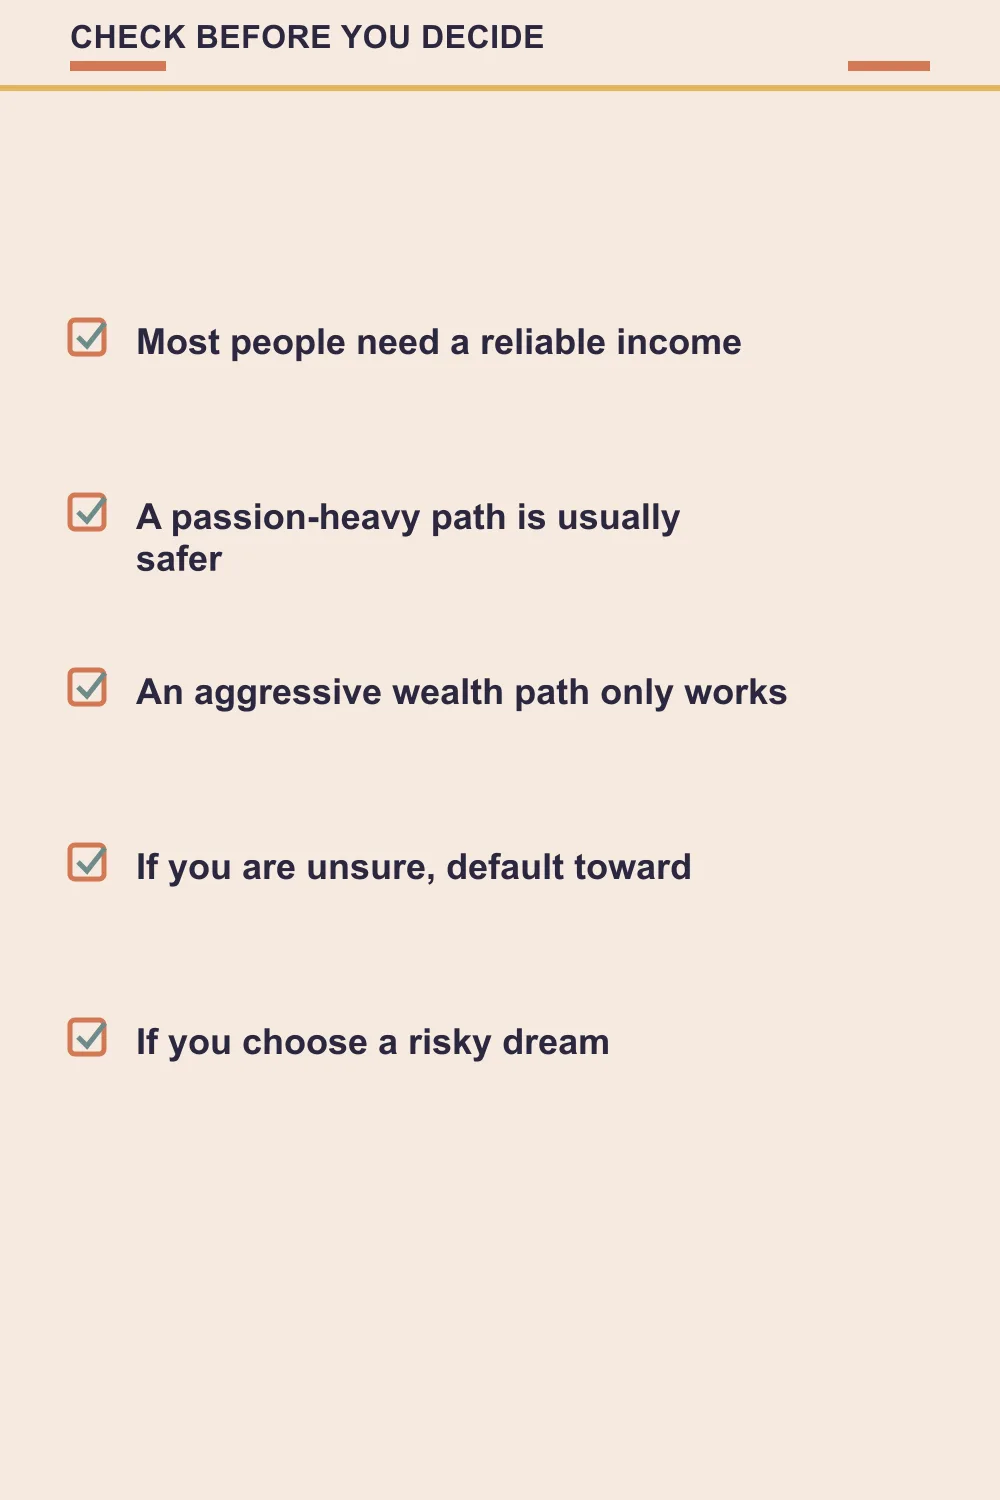 CHECK BEFORE YOU DECIDE
Most people need a reliable income
A passion-heavy path is usually
safer
An aggressive wealth path only works
If you are unsure, default toward
If you choose a risky dream